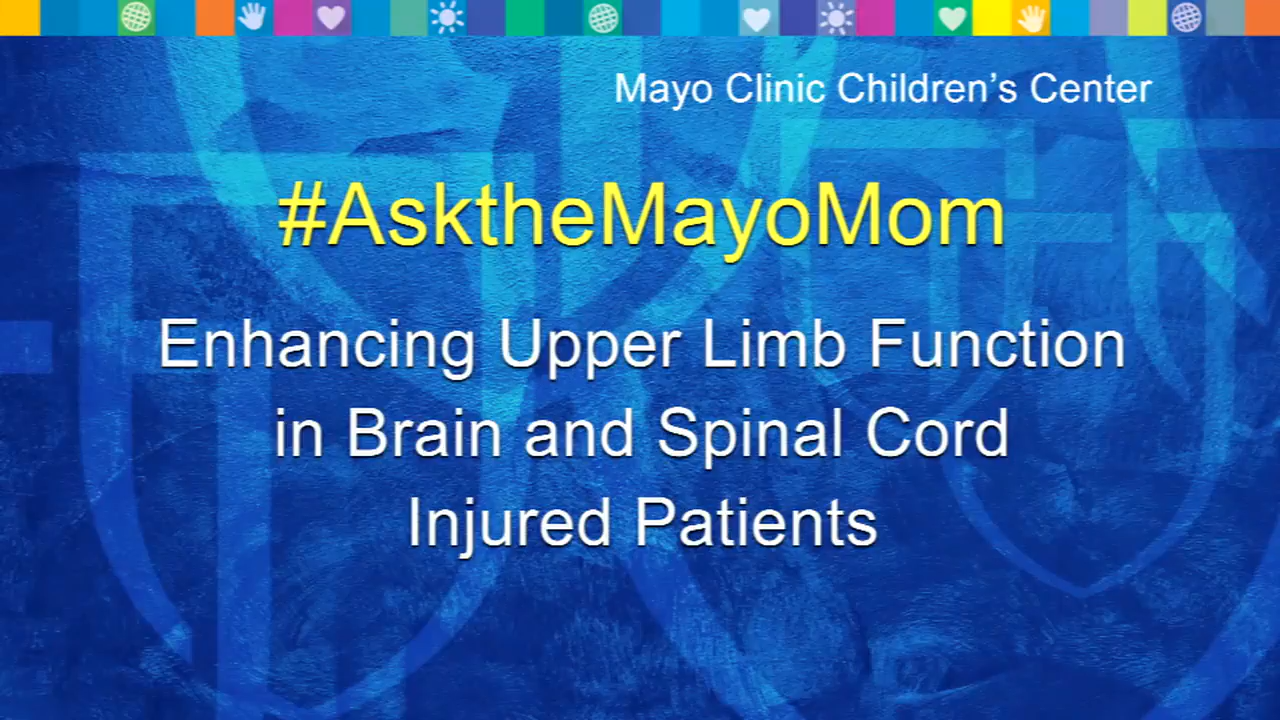 Mayo Clinic Children’s Center
#AsktheMayoMom
Enhancing Upper Limb Function
in Brain and Spinal Cord
Injured Patients